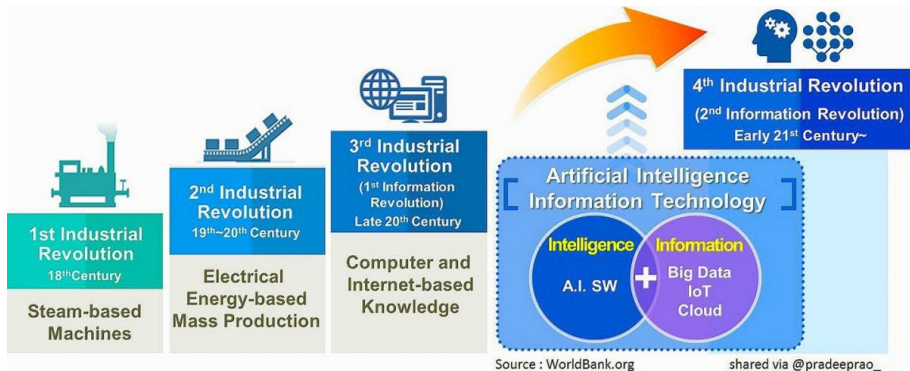 1st Industrial
Revolution
18thCentury
Steam-based
Machines
2nd Industrial
Revolution
19th~20th Century
Electrical
Energy-based
Mass Production
3rd Industrial
Revolution
(1st Information
Revolution)
Late 20th Century
Computer and
Internet-based
Knowledge
4th Industrial Revolution
(2nd Information Revolution)
Early 21st Century~
Artificial Intelligence
Information Technology
Intelligence
A.I. SW
+
Information
Big Data
IoT
Cloud
Source : WorldBank.org
shared via @pradeeprao_